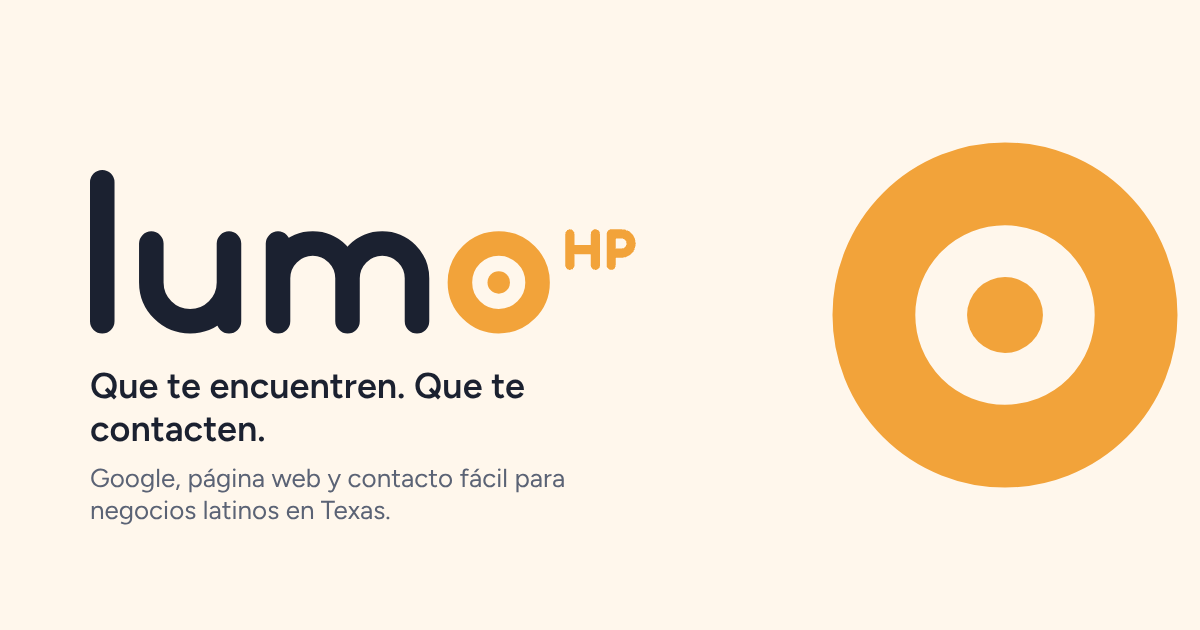 lumo HP
Que te encuentren. Que te
contacten.
Google, página web y contacto fácil para
negocios latinos en Texas.